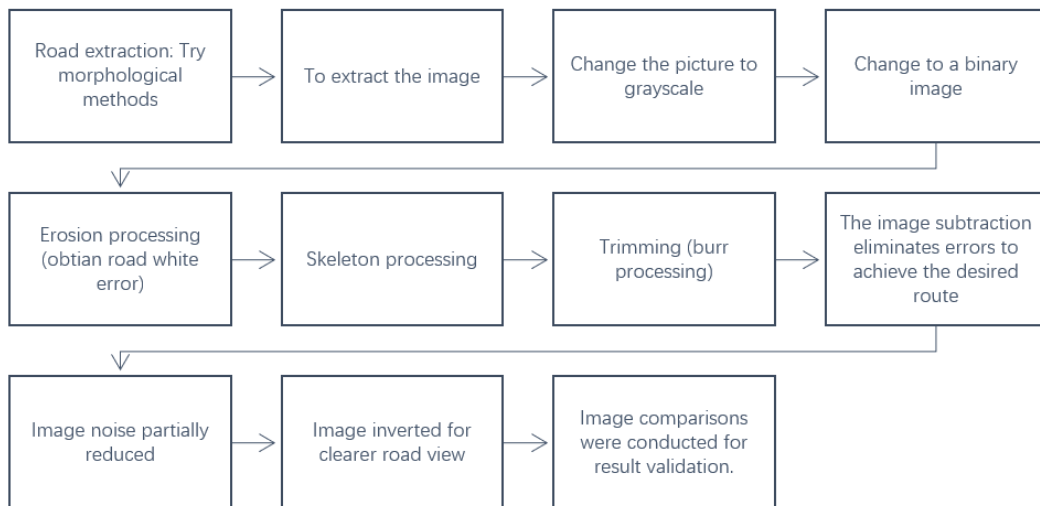 Road extraction: Try
morphological
methods
To extract the image
Change the picture to
grayscale
Change to a binary
image
Erosion processing
(obtian road white
error)
Skeleton processing
Trimming (burr
processing)
The image subtraction
eliminates errors to
achieve the desired
route
Image noise partially
reduced
Image inverted for
clearer road view
Image comparisons
were conducted for
result validation.